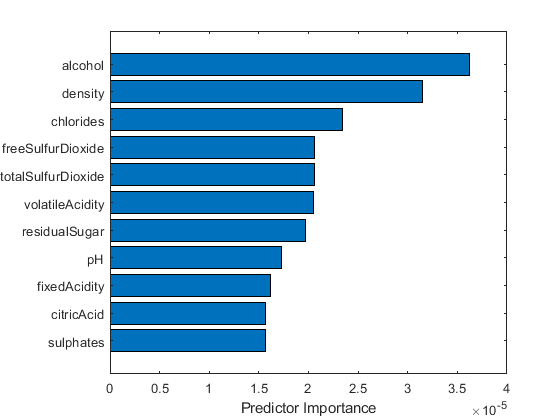 alcohol
density
chlorides
freeSulfurDioxide
totalSulfurDioxide
volatileAcidity
residualSugar
pH
fixedAcidity
citricAcid
sulphates
0 0.5 1 1.5 2 2.5 3 3.5 4
Predictor Importance ×10⁻⁵